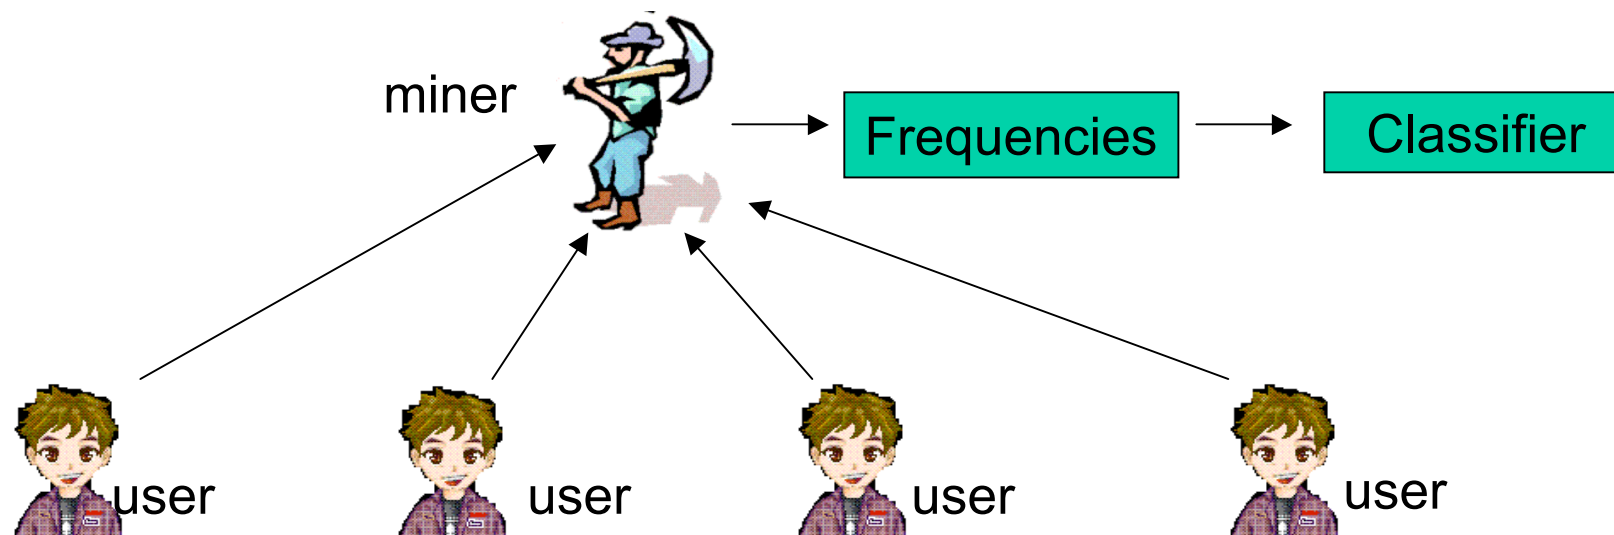 miner
Frequencies
Classifier
user
user
user
user